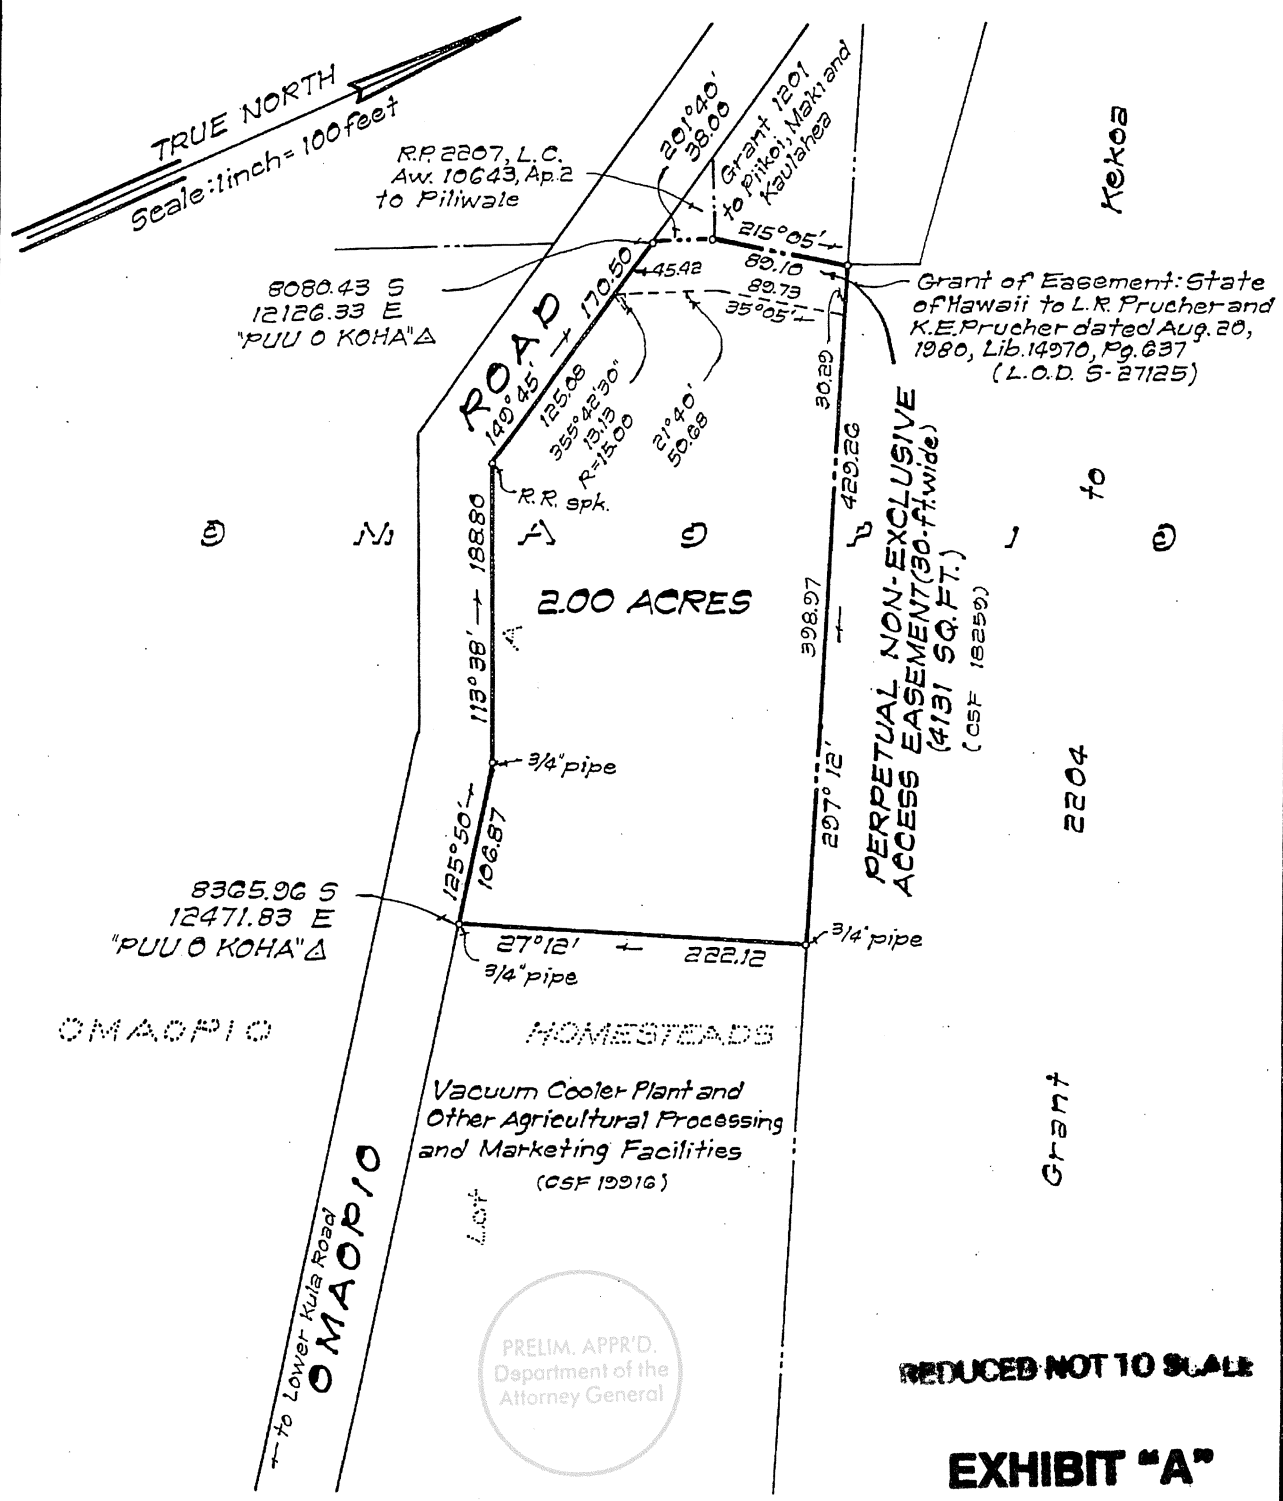 TRUE NORTH
Scale: 1inch = 100feet
R.P. 2207, L.C.
Aw. 10643, Ap.2
to Piliwale
201°40'
38.00
Grant 1201
to Piikoi, Maki and
Kaulahea
Kekoa
8080.43 S
12126.33 E
"PUU O KOHA" Δ
215°05'
89.10
89.73
35°05'
45.42
Grant of Easement: State
of Hawaii to L.R. Prucher and
K.E. Prucher dated Aug. 20,
1980, Lib. 14970, Pg. 637
(L.O.D. S-27125)
ROAD
149°45' 170.50
125.08
355°42'30"
13.13
R=15.00
21°40'
50.68
30.29
429.26
R.R. spk.
O M A O P I O
to
2.00 ACRES
A
113°38' 188.80
398.97
297°12'
PERPETUAL NON-EXCLUSIVE
ACCESS EASEMENT (30-ft. wide)
(4131 SQ. FT.)
(CSF 18259)
2204
3/4" pipe
125°50'
106.87
8365.96 S
12471.83 E
"PUU O KOHA" Δ
27°12' 222.12
3/4" pipe
3/4" pipe
OMAOPIO HOMESTEADS
Vacuum Cooler Plant and
Other Agricultural Processing
and Marketing Facilities
(CSF 19916)
Grant
Lot
to Lower Kula Road
OMAOPIO
PRELIM. APPR'D.
Department of the
Attorney General
REDUCED NOT TO SCALE
EXHIBIT "A"